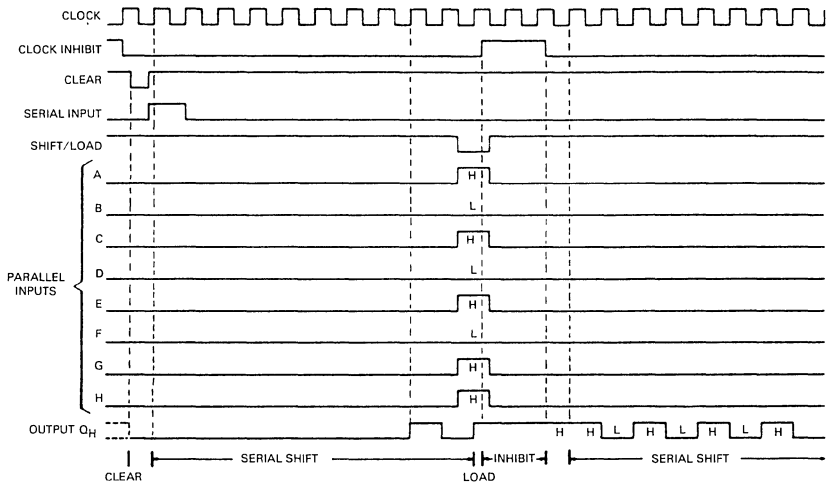 CLOCK
CLOCK INHIBIT
CLEAR
SERIAL INPUT
SHIFT/LOAD
PARALLEL
INPUTS
A
H
B
L
C
H
D
L
E
H
F
L
G
H
H
H
OUTPUT QH
H H L H L H L H
CLEAR
SERIAL SHIFT
LOAD
INHIBIT
SERIAL SHIFT